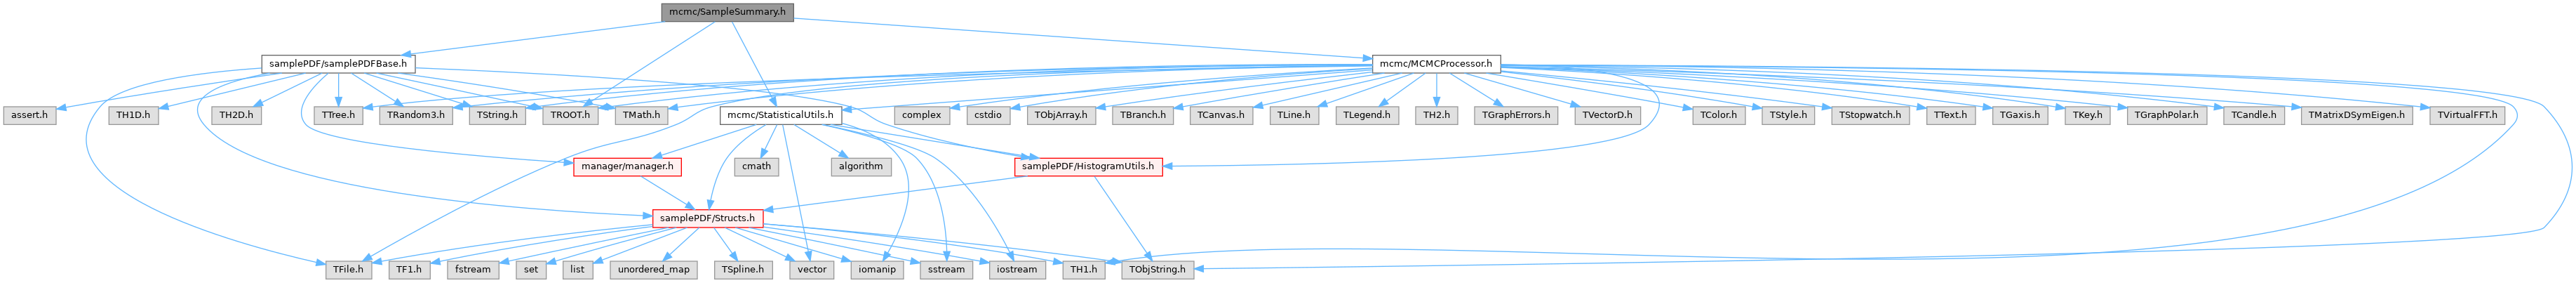 mcmc/SampleSummary.h
samplePDF/samplePDFBase.h
mcmc/MCMCProcessor.h
assert.h
TH1D.h
TH2D.h
TTree.h
TRandom3.h
TString.h
TROOT.h
TMath.h
mcmc/StatisticalUtils.h
complex
cstdio
TObjArray.h
TBranch.h
TCanvas.h
TLine.h
TLegend.h
TH2.h
TGraphErrors.h
TVectorD.h
TColor.h
TStyle.h
TStopwatch.h
TText.h
TGaxis.h
TKey.h
TGraphPolar.h
TCandle.h
TMatrixDSymEigen.h
TVirtualFFT.h
manager/manager.h
cmath
algorithm
samplePDF/HistogramUtils.h
samplePDF/Structs.h
TFile.h
TF1.h
fstream
set
list
unordered_map
TSpline.h
vector
iomanip
sstream
iostream
TH1.h
TObjString.h